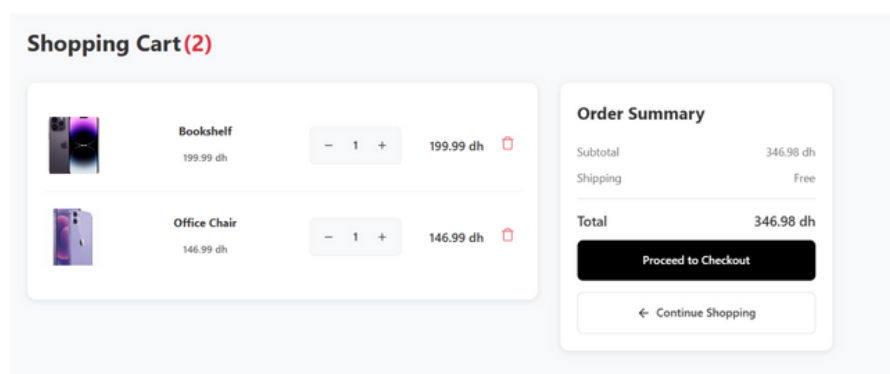 Shopping Cart(2)
Bookshelf
199.99 dh
− 1 +
199.99 dh
Office Chair
146.99 dh
− 1 +
146.99 dh
Order Summary
Subtotal 346.98 dh
Shipping Free
Total 346.98 dh
Proceed to Checkout
← Continue Shopping